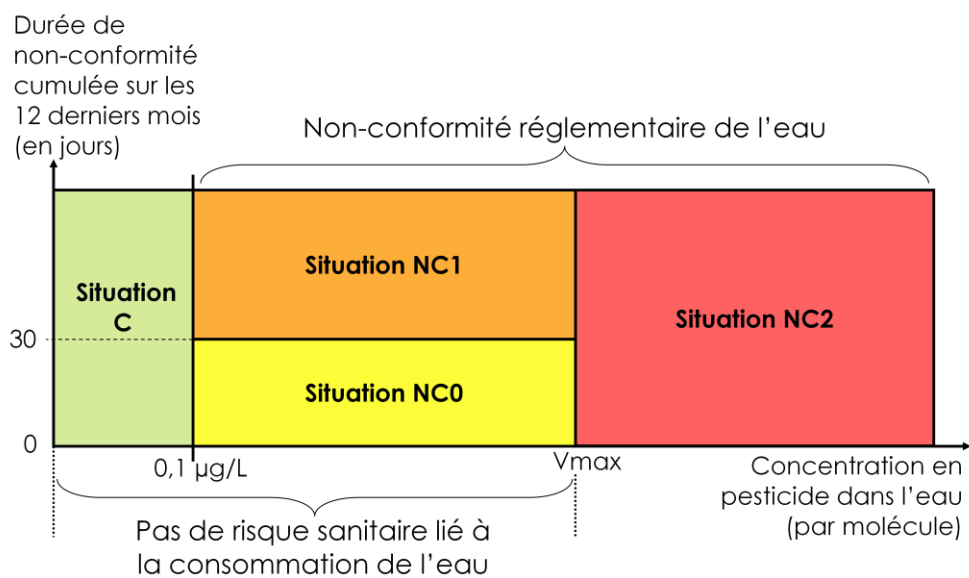 Durée de
non-conformité
cumulée sur les
12 derniers mois
(en jours)
Non-conformité réglementaire de l'eau
Situation NC1
Situation
C
Situation NC2
30
Situation NC0
0
0,1 µg/L
Vmax
Concentration en
pesticide dans l'eau
(par molécule)
Pas de risque sanitaire lié à
la consommation de l'eau